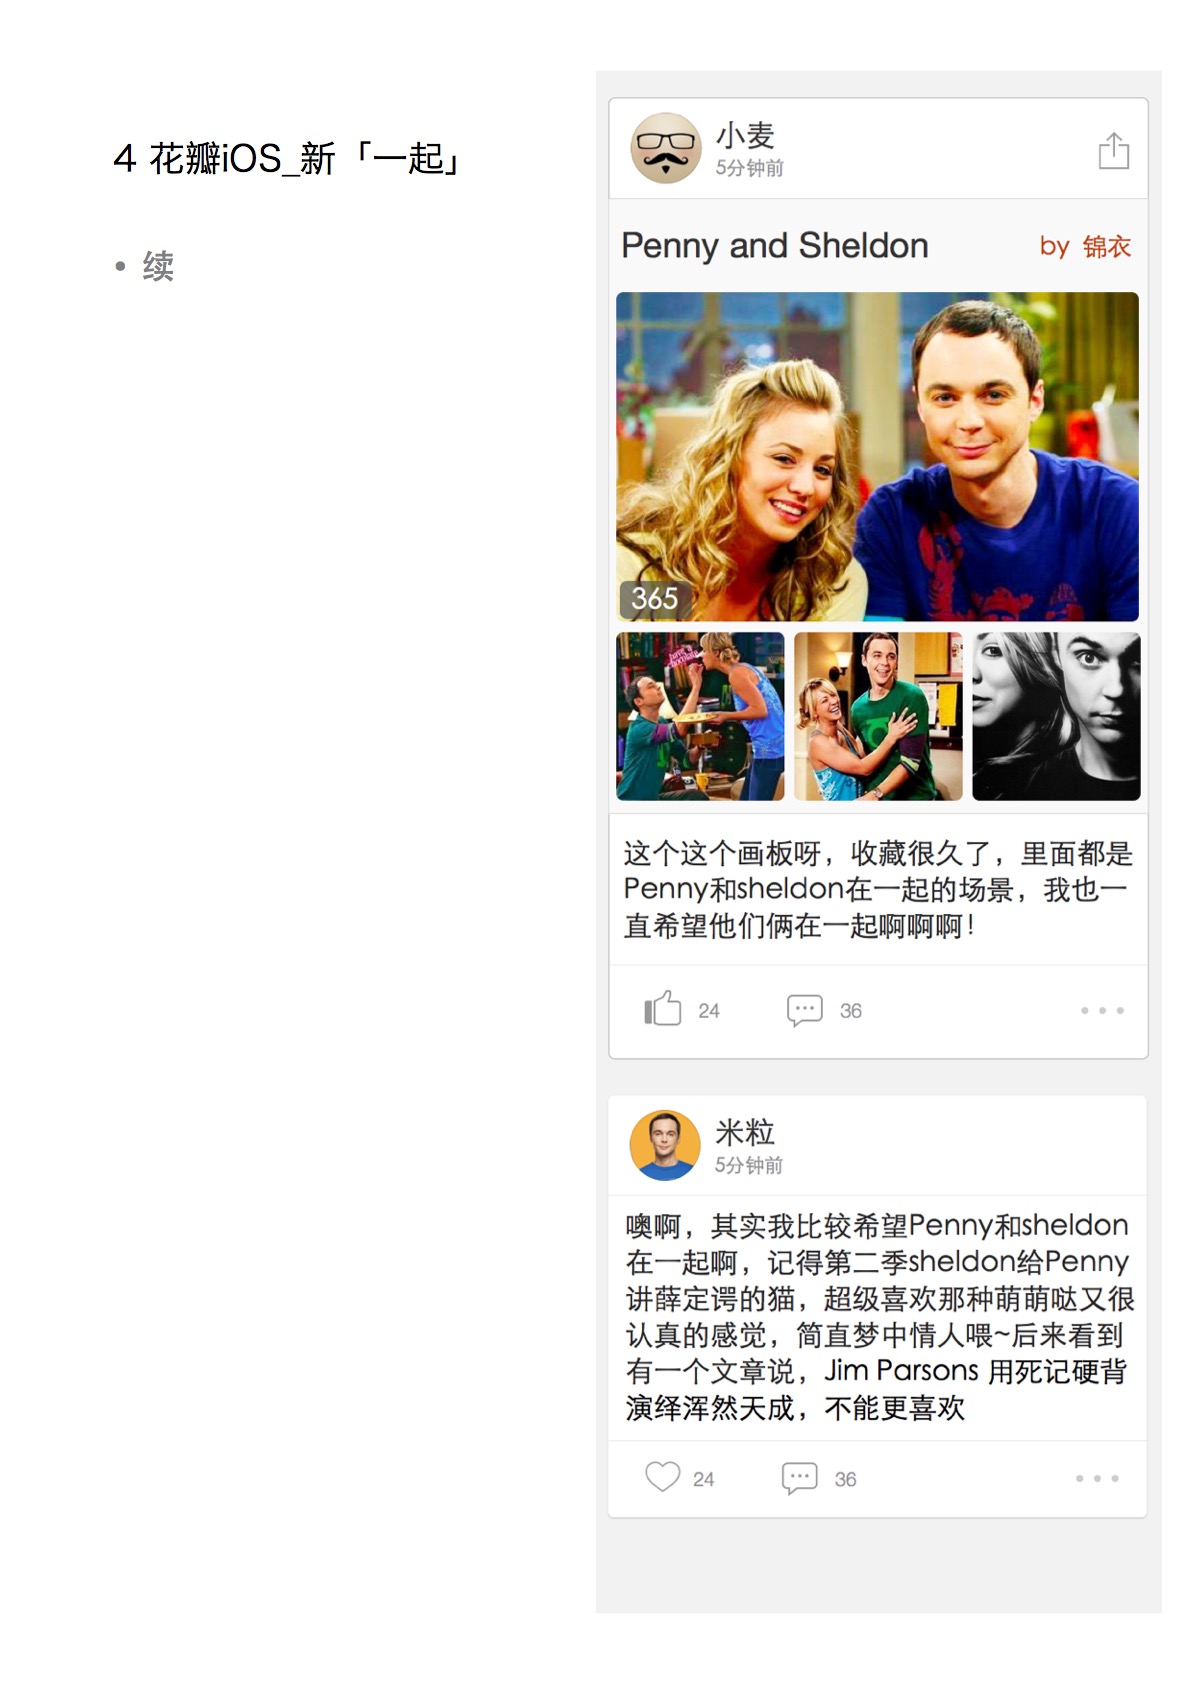 4 花瓣iOS_新「一起」
• 续
小麦
5分钟前
Penny and Sheldon
by 锦衣
365
这个这个画板呀，收藏很久了，里面都是
Penny和sheldon在一起的场景，我也一
直希望他们俩在一起啊啊啊！
24
36
米粒
5分钟前
噢啊，其实我比较希望Penny和sheldon
在一起啊，记得第二季sheldon给Penny
讲薛定谔的猫，超级喜欢那种萌萌哒又很
认真的感觉，简直梦中情人喂~后来看到
有一个文章说，Jim Parsons 用死记硬背
演绎浑然天成，不能更喜欢
24
36